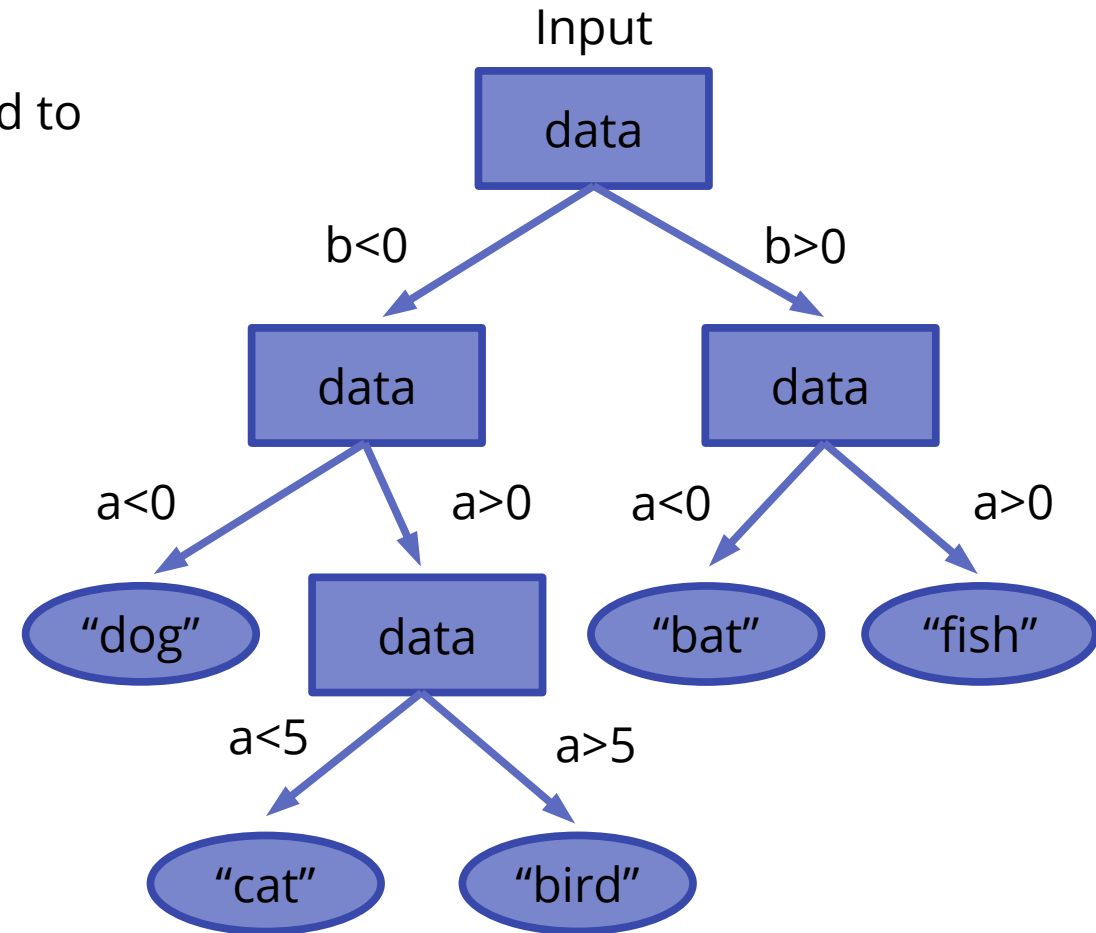 Input
d to
data
b<0 b>0
data data
a<0 a>0 a<0 a>0
“dog” data “bat” “fish”
a<5 a>5
“cat” “bird”